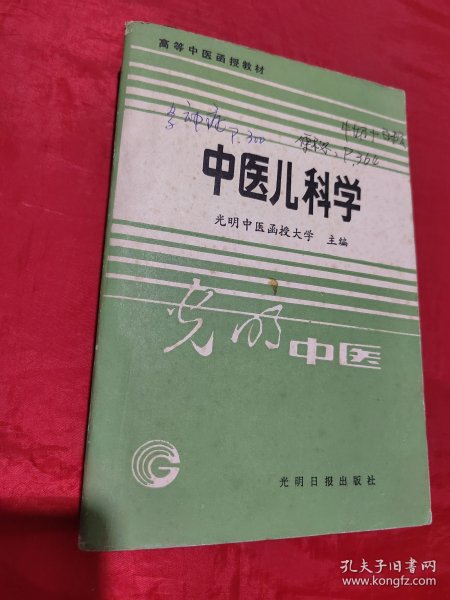 高等中医函授教材
P.300
P.364
中医儿科学
光明中医函授大学 主编
光明中医
光明日报出版社
孔夫子旧书网
www.kongfz.com